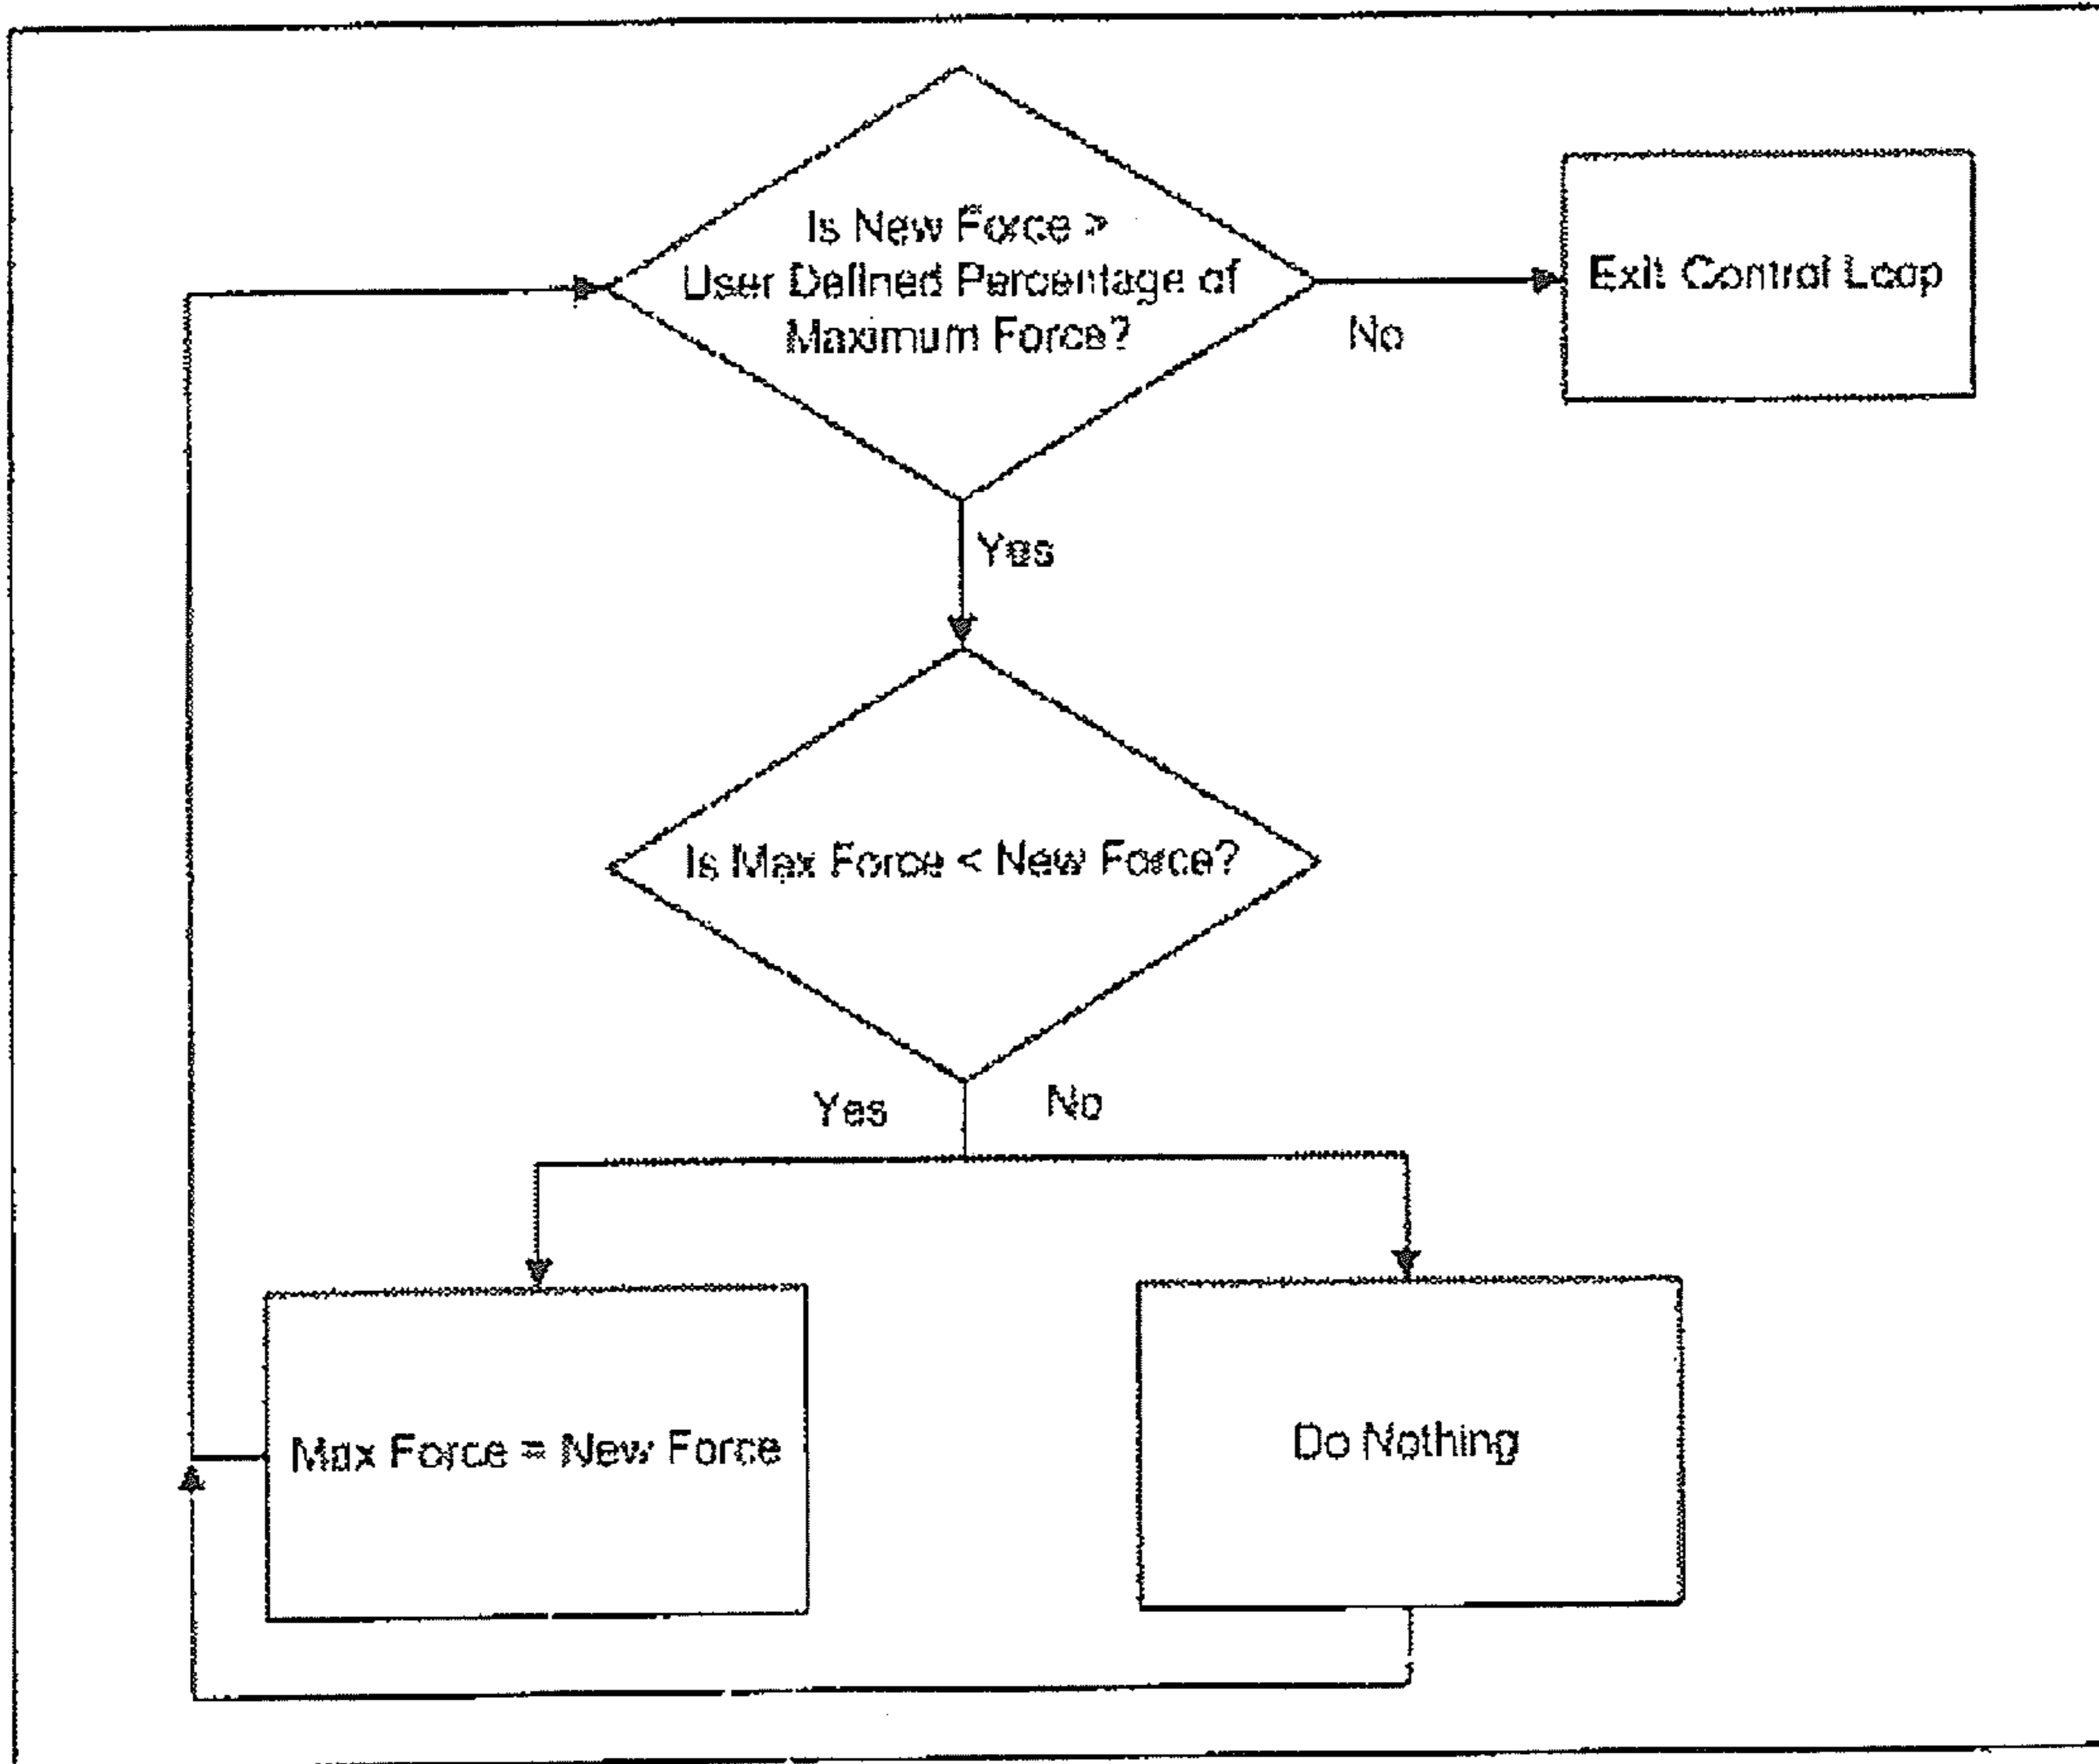 Is New Force >
User Defined Percentage of
Maximum Force?
No
Exit Control Loop
Yes
Is Max Force < New Force?
Yes
No
Max Force = New Force
Do Nothing